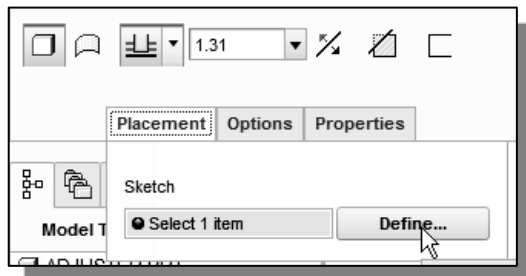 1.31
Placement Options Properties
Sketch
Select 1 item Define...
Model T